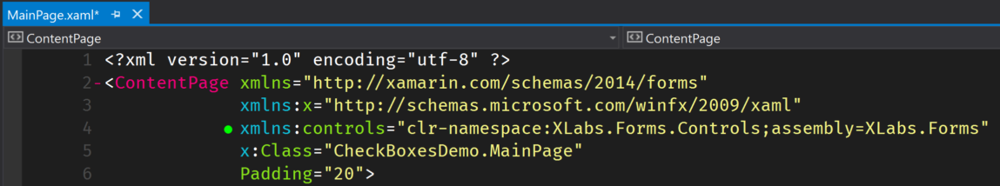 MainPage.xaml*
ContentPage ContentPage
1 <?xml version="1.0" encoding="utf-8" ?>
2 <ContentPage xmlns="http://xamarin.com/schemas/2014/forms"
3 xmlns:x="http://schemas.microsoft.com/winfx/2009/xaml"
4 xmlns:controls="clr-namespace:XLabs.Forms.Controls;assembly=XLabs.Forms"
5 x:Class="CheckBoxesDemo.MainPage"
6 Padding="20">